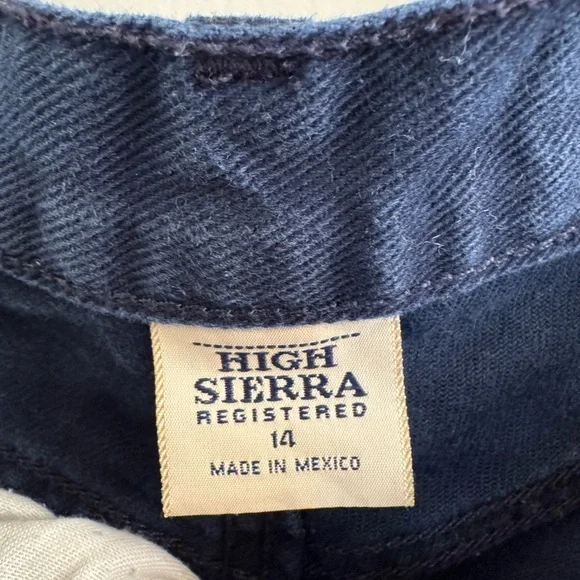 HIGH
SIERRA
REGISTERED
14
MADE IN MEXICO